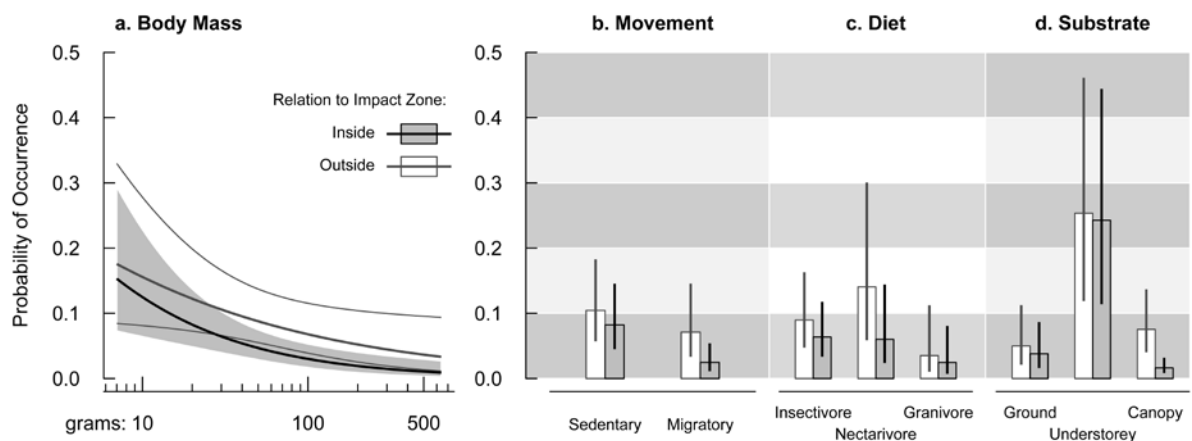 a. Body Mass
b. Movement
c. Diet
d. Substrate
Probability of Occurrence
0.5
0.4
0.3
0.2
0.1
0.0
Relation to Impact Zone:
Inside
Outside
grams: 10
100
500
0.5
0.4
0.3
0.2
0.1
0.0
Sedentary
Migratory
Insectivore
Nectarivore
Granivore
Ground
Understorey
Canopy